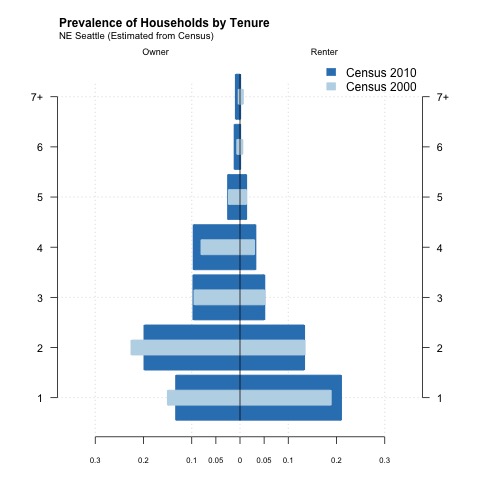 Prevalence of Households by Tenure
NE Seattle (Estimated from Census)
Owner
Renter
Census 2010
Census 2000
7+ 7+
6 6
5 5
4 4
3 3
2 2
1 1
0.3 0.2 0.1 0.05 0 0.05 0.1 0.2 0.3